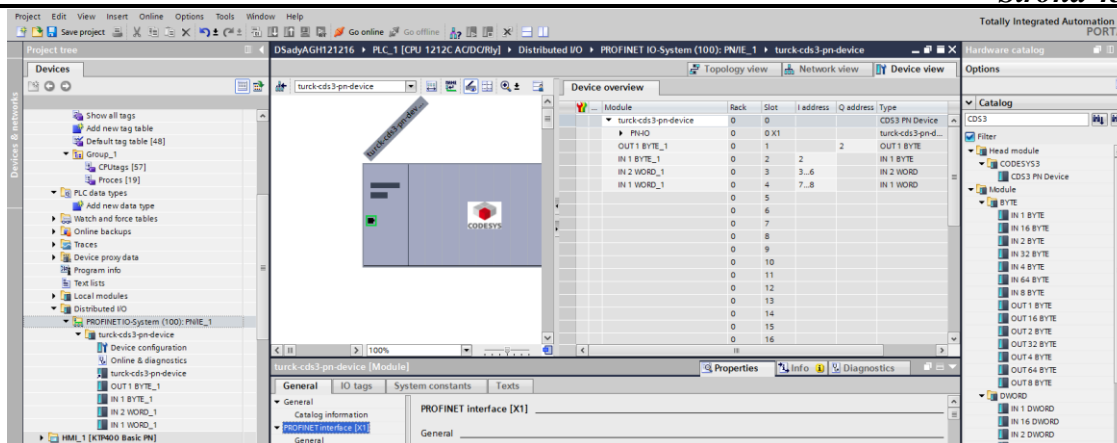 Project Edit View Insert Online Options Tools Window Help
Totally Integrated Automation
PORTAL
Save project Go online Go offline
Project tree
DSadyAGH121216 PLC_1 [CPU 1212C AC/DC/Rly] Distributed I/O PROFINET IO-System (100): PN/IE_1 turck-cds3-pn-device
Hardware catalog
Devices
Topology view Network view Device view
Options
Devices & networks
turck-cds3-pn-device
turck-cds3-pn-dev...
CODESYS
100%
Device overview
... Module Rack Slot I address Q address Type
turck-cds3-pn-device 0 0 CDS3 PN Device
PN-IO 0 0 X1 turck-cds3-pn-d...
OUT 1 BYTE_1 0 1 2 OUT 1 BYTE
IN 1 BYTE_1 0 2 2 IN 1 BYTE
IN 2 WORD_1 0 3 3...6 IN 2 WORD
IN 1 WORD_1 0 4 7...8 IN 1 WORD
0 5
0 6
0 7
0 8
0 9
0 10
0 11
0 12
0 13
0 14
0 15
0 16
Show all tags
Add new tag table
Default tag table [48]
Group_1
CPUtags [57]
Proces [19]
PLC data types
Add new data type
Watch and force tables
Online backups
Traces
Device proxy data
Program info
Text lists
Local modules
Distributed I/O
PROFINET IO-System (100): PN/IE_1
turck-cds3-pn-device
Device configuration
Online & diagnostics
turck-cds3-pn-device
OUT 1 BYTE_1
IN 1 BYTE_1
IN 2 WORD_1
IN 1 WORD_1
HMI_1 [KTP400 Basic PN]
turck-cds3-pn-device [Module]
Properties Info Diagnostics
General IO tags System constants Texts
General
Catalog information
PROFINET interface [X1]
General
PROFINET interface [X1]
General
Catalog
CDS3
Filter
Head module
CODESYS3
CDS3 PN Device
Module
BYTE
IN 1 BYTE
IN 16 BYTE
IN 2 BYTE
IN 32 BYTE
IN 4 BYTE
IN 64 BYTE
IN 8 BYTE
OUT 1 BYTE
OUT 16 BYTE
OUT 2 BYTE
OUT 32 BYTE
OUT 4 BYTE
OUT 64 BYTE
OUT 8 BYTE
DWORD
IN 1 DWORD
IN 16 DWORD
IN 2 DWORD